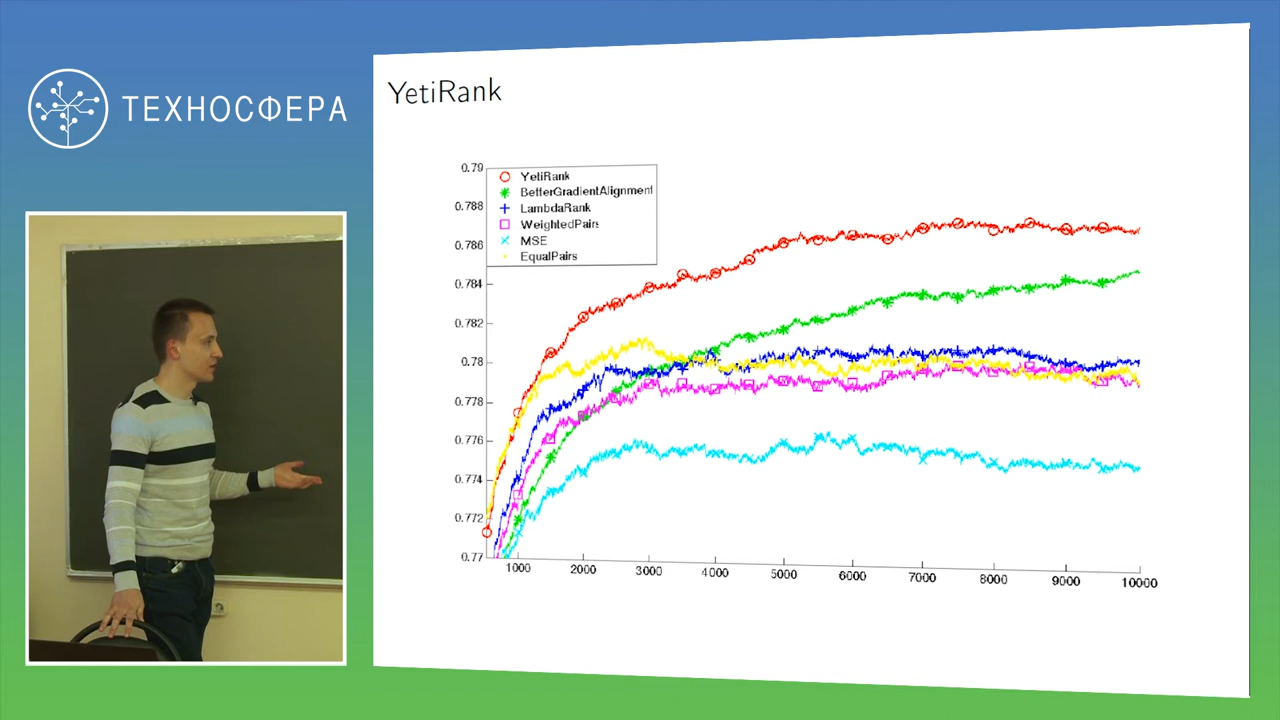 ТЕХНОСФЕРА
YetiRank
0.79
0.788
0.786
0.784
0.782
0.78
0.778
0.776
0.774
0.772
0.77
YetiRank
BetterGradientAlignment
LambdaRank
WeightedPairs
MSE
EqualPairs
1000 2000 3000 4000 5000 6000 7000 8000 9000 10000